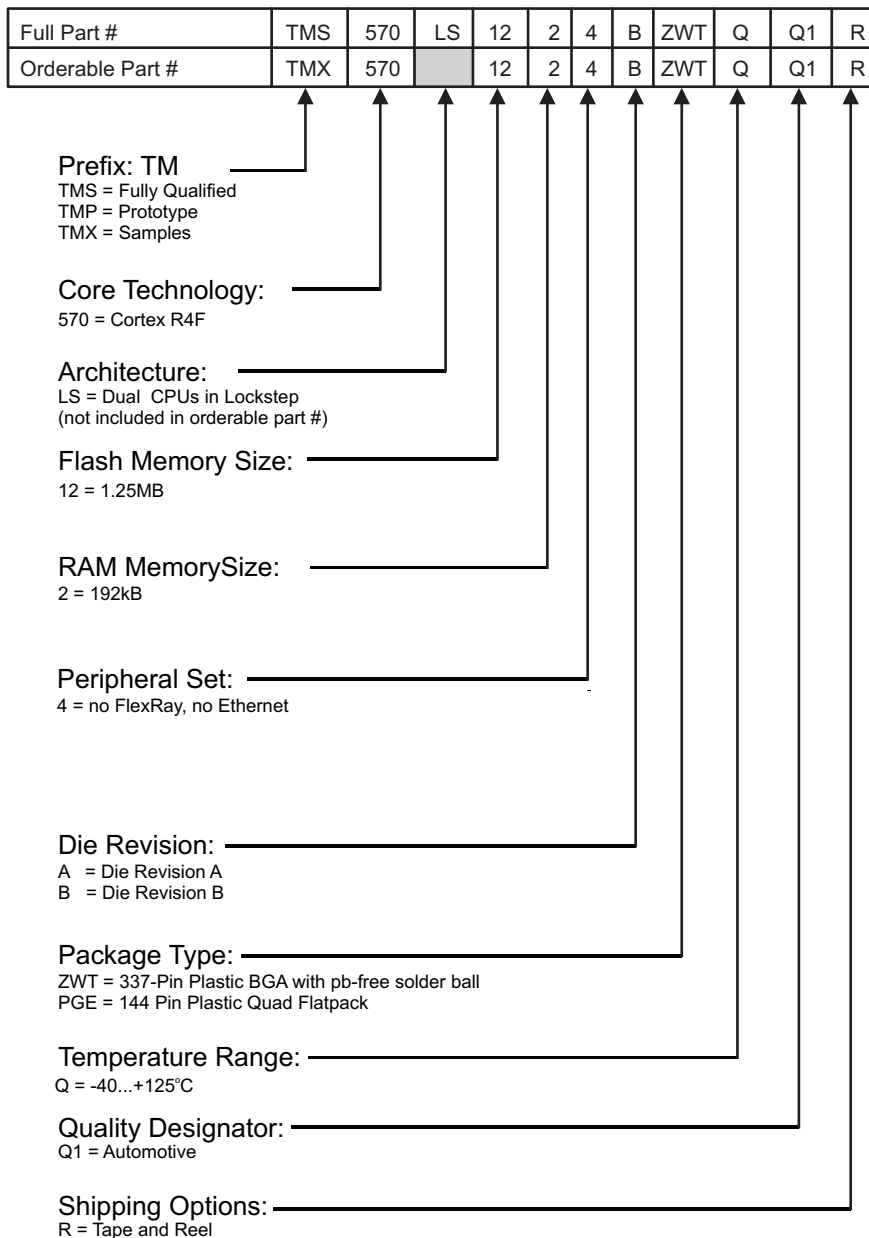 Full Part # TMS 570 LS 12 2 4 B ZWT Q Q1 R
Orderable Part # TMX 570 12 2 4 B ZWT Q Q1 R
Prefix: TM
TMS = Fully Qualified
TMP = Prototype
TMX = Samples
Core Technology:
570 = Cortex R4F
Architecture:
LS = Dual CPUs in Lockstep
(not included in orderable part #)
Flash Memory Size:
12 = 1.25MB
RAM MemorySize:
2 = 192kB
Peripheral Set:
4 = no FlexRay, no Ethernet
Die Revision:
A = Die Revision A
B = Die Revision B
Package Type:
ZWT = 337-Pin Plastic BGA with pb-free solder ball
PGE = 144 Pin Plastic Quad Flatpack
Temperature Range:
Q = -40...+125°C
Quality Designator:
Q1 = Automotive
Shipping Options:
R = Tape and Reel